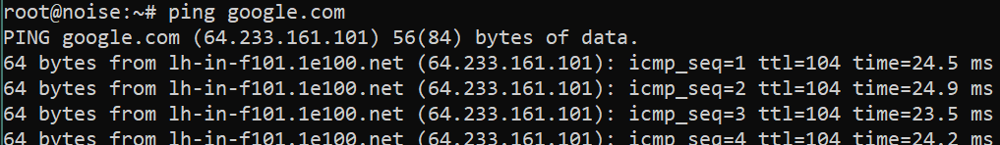 root@noise:~# ping google.com
PING google.com (64.233.161.101) 56(84) bytes of data.
64 bytes from lh-in-f101.1e100.net (64.233.161.101): icmp_seq=1 ttl=104 time=24.5 ms
64 bytes from lh-in-f101.1e100.net (64.233.161.101): icmp_seq=2 ttl=104 time=24.9 ms
64 bytes from lh-in-f101.1e100.net (64.233.161.101): icmp_seq=3 ttl=104 time=23.5 ms
64 bytes from lh-in-f101.1e100.net (64.233.161.101): icmp_seq=4 ttl=104 time=24.2 ms